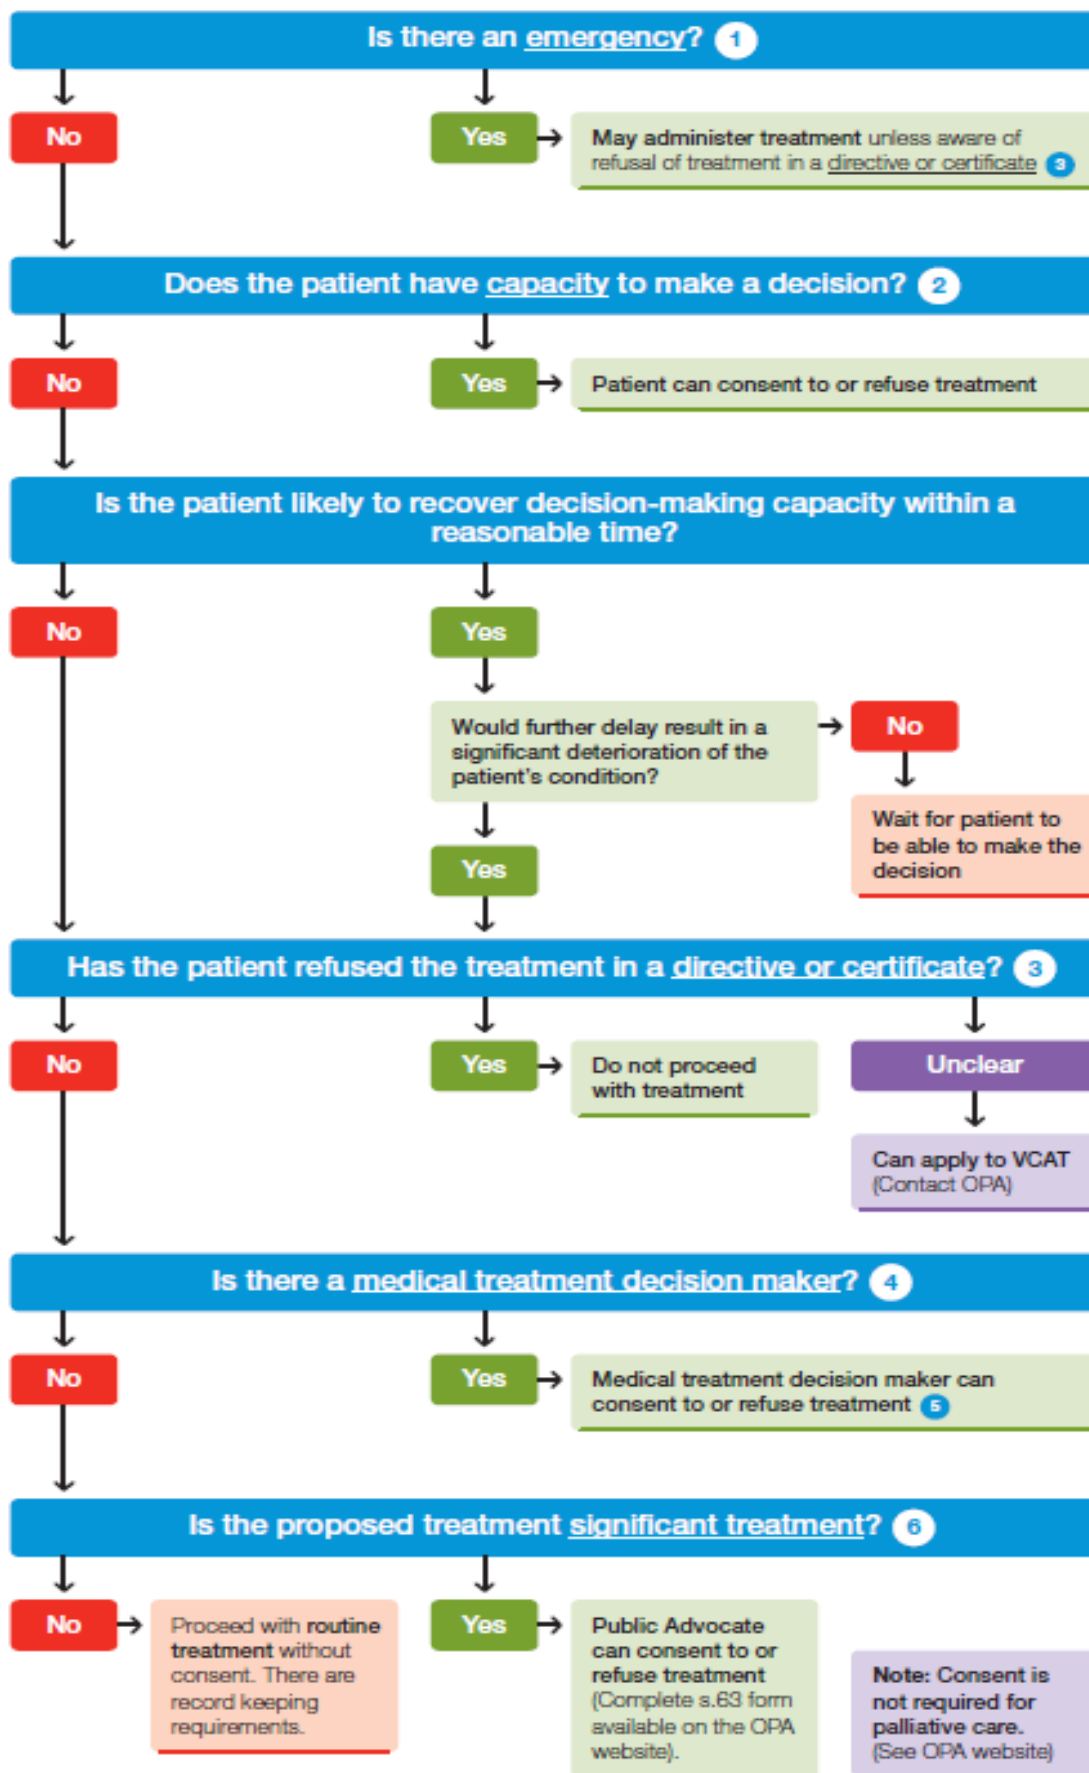 Is there an emergency? 1
No
Yes
May administer treatment unless aware of
refusal of treatment in a directive or certificate 3
Does the patient have capacity to make a decision? 2
No
Yes
Patient can consent to or refuse treatment
Is the patient likely to recover decision-making capacity within a
reasonable time?
No
Yes
Would further delay result in a
significant deterioration of the
patient's condition?
No
Wait for patient to
be able to make the
decision
Yes
Has the patient refused the treatment in a directive or certificate? 3
No
Yes
Do not proceed
with treatment
Unclear
Can apply to VCAT
(Contact OPA)
Is there a medical treatment decision maker? 4
No
Yes
Medical treatment decision maker can
consent to or refuse treatment 5
Is the proposed treatment significant treatment? 6
No
Proceed with routine
treatment without
consent. There are
record keeping
requirements.
Yes
Public Advocate
can consent to or
refuse treatment
(Complete s.63 form
available on the OPA
website).
Note: Consent is
not required for
palliative care.
(See OPA website)